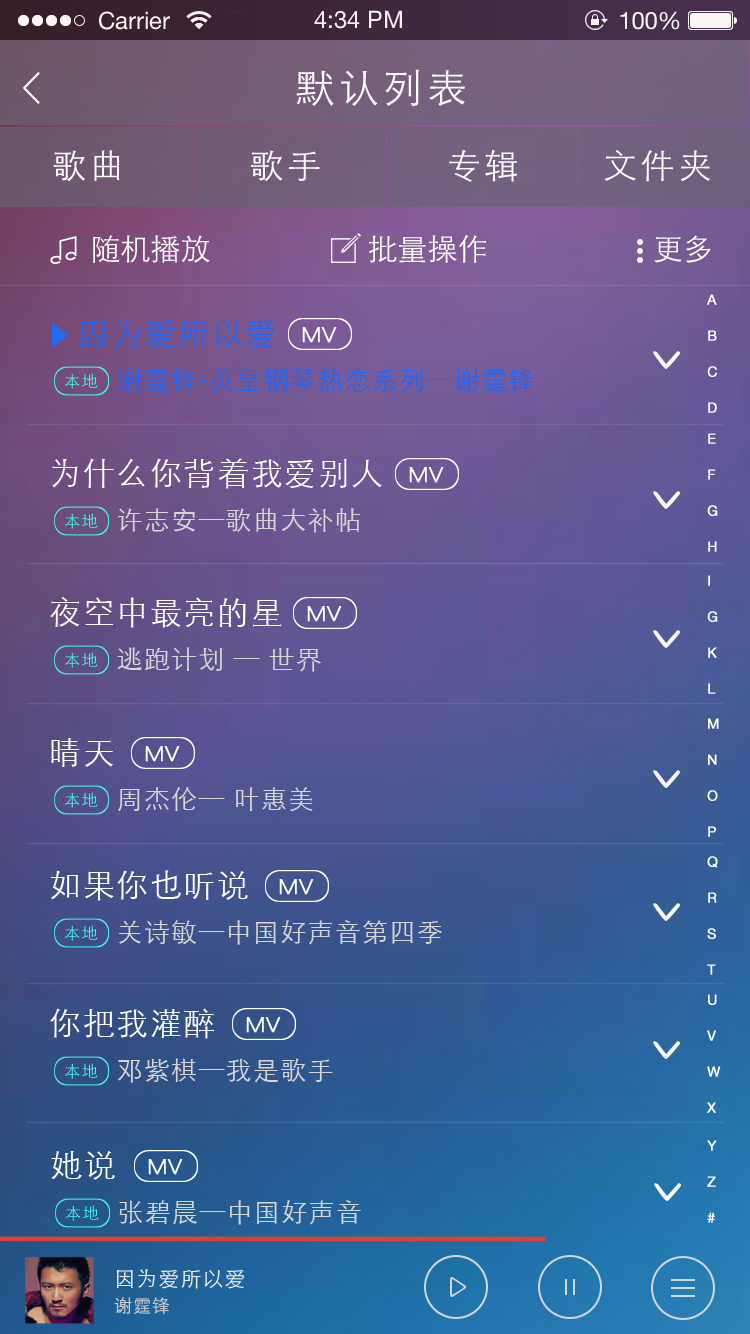 Carrier 4:34 PM 100%
默认列表
歌曲 歌手 专辑 文件夹
随机播放 批量操作 更多
因为爱所以爱 MV
本地 谢霆锋-英皇钢琴热恋系列—谢霆锋
为什么你背着我爱别人 MV
本地 许志安—歌曲大补帖
夜空中最亮的星 MV
本地 逃跑计划 — 世界
晴天 MV
本地 周杰伦— 叶惠美
如果你也听说 MV
本地 关诗敏—中国好声音第四季
你把我灌醉 MV
本地 邓紫棋—我是歌手
她说 MV
本地 张碧晨—中国好声音
A
B
C
D
E
F
G
H
I
G
K
L
M
N
O
P
Q
R
S
T
U
V
W
X
Y
Z
#
因为爱所以爱
谢霆锋